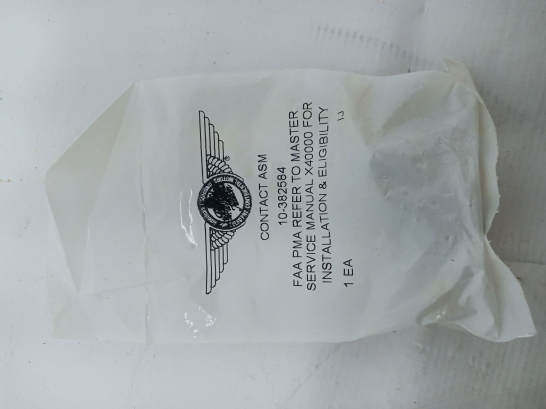 ®
CONTACT ASM
10-382584
FAA PMA REFER TO MASTER
SERVICE MANUAL X40000 FOR
INSTALLATION & ELIGIBILITY
1 EA